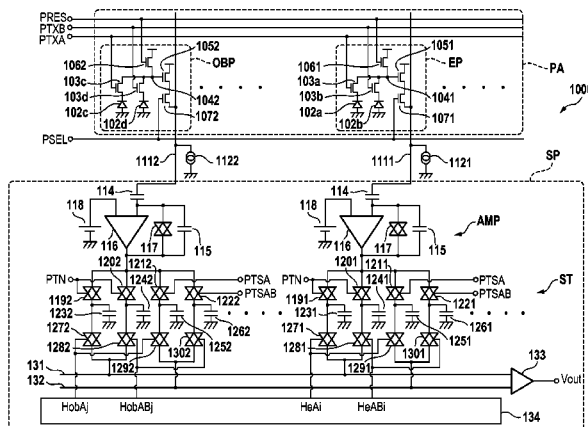 PRES
PTXB
PTXA
1062 1052 OBP 1061 1051 EP PA
103c 103a
103d 1042 103b 1041
102c 102d 1072 102a 102b 1071
100
PSEL
1112 1122 1111 1121 SP
114 114
118 118
116 117 115 116 117 115 AMP
1202 1212 1242 1201 1211 1241
PTN PTSA PTN PTSA
PTSAB PTSAB ST
1192 1222 1191 1221
1232 1231
1272 1252 1262 1271 1251 1261
1282 1292 1302 1281 1291 1301
131 133
132 Vout
HobAj HobABj HeAi HeABi
134